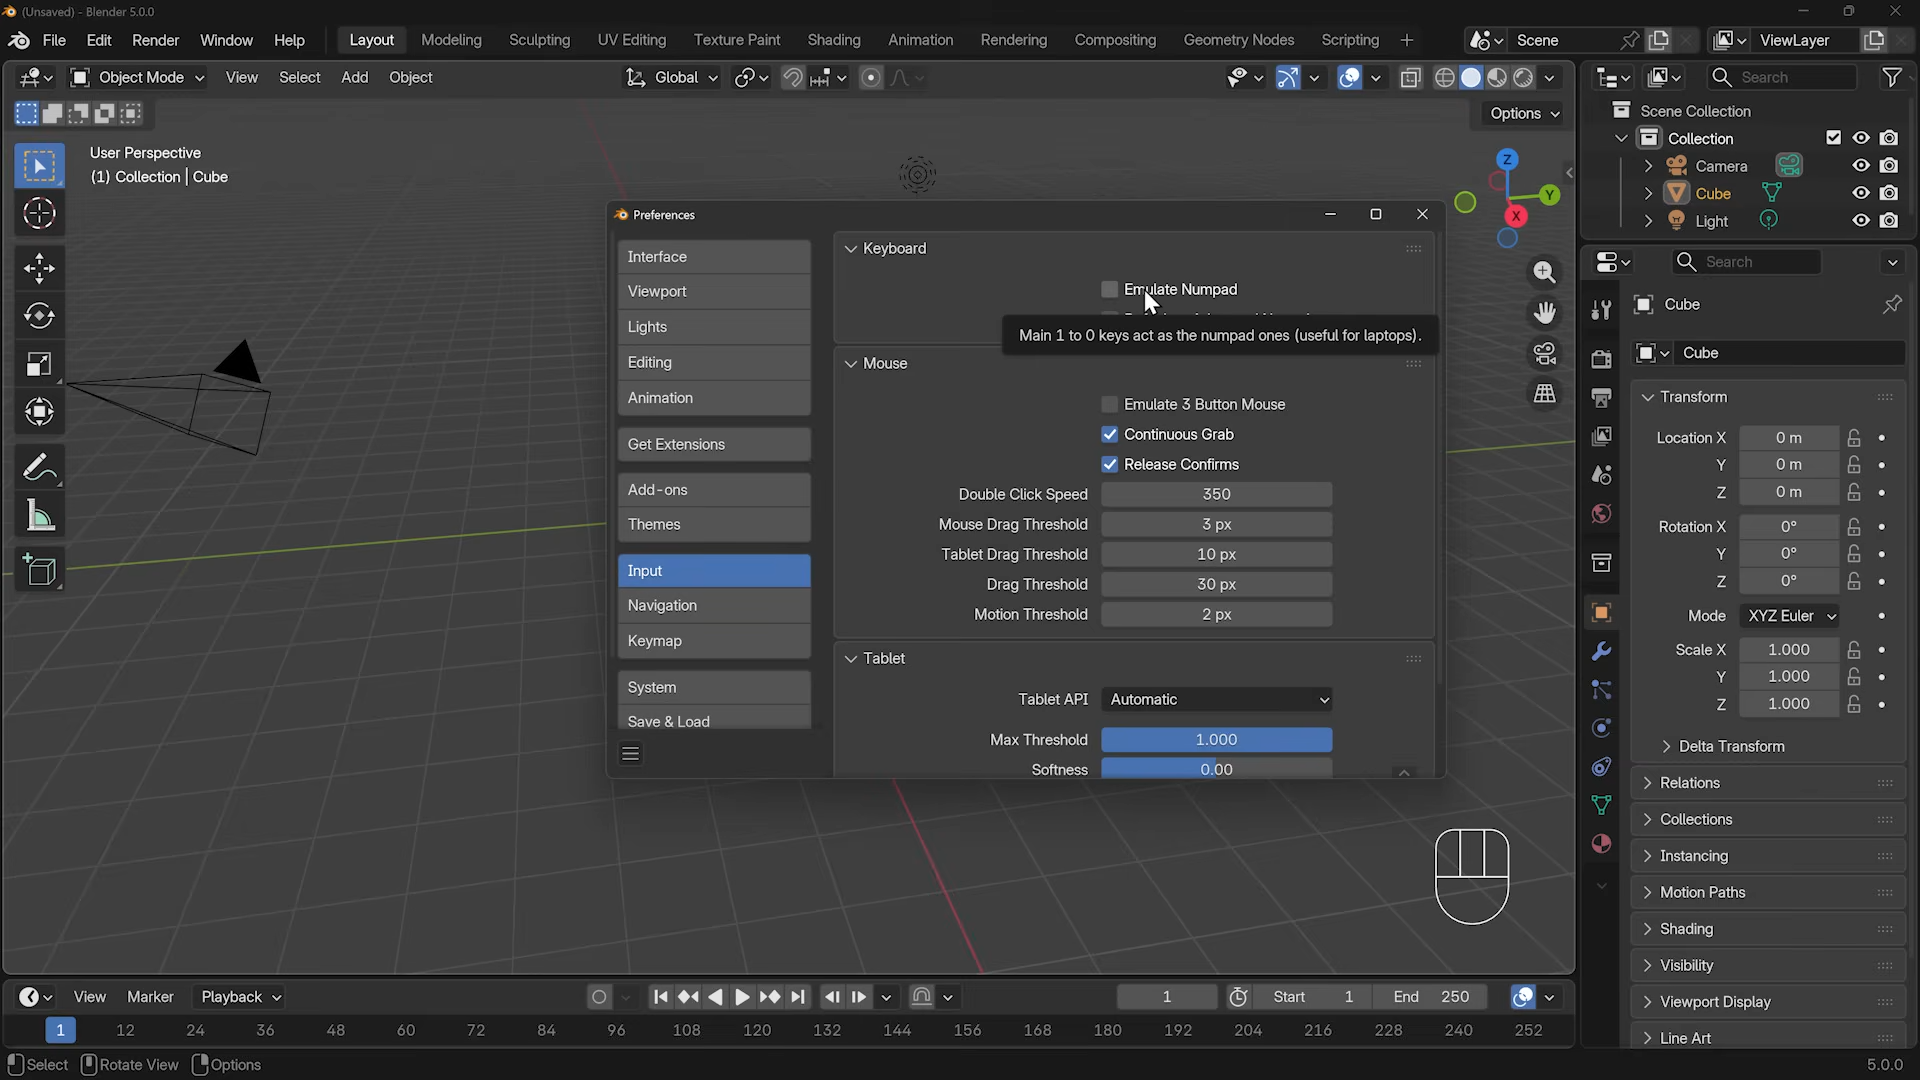 (Unsaved) - Blender 5.0.0
File Edit Render Window Help Layout Modeling Sculpting UV Editing Texture Paint Shading Animation Rendering Compositing Geometry Nodes Scripting + Scene ViewLayer
Object Mode View Select Add Object Global Search
Options
User Perspective
(1) Collection | Cube
Scene Collection
Collection
Camera
Cube
Light
Z
Y
X
Preferences
Interface
Viewport
Lights
Editing
Animation
Get Extensions
Add-ons
Themes
Input
Navigation
Keymap
System
Save & Load
Keyboard
Emulate Numpad
Main 1 to 0 keys act as the numpad ones (useful for laptops).
Mouse
Emulate 3 Button Mouse
Continuous Grab
Release Confirms
Double Click Speed 350
Mouse Drag Threshold 3 px
Tablet Drag Threshold 10 px
Drag Threshold 30 px
Motion Threshold 2 px
Tablet
Tablet API Automatic
Max Threshold 1.000
Softness 0.00
Search
Cube
Cube
Transform
Location X 0 m
Y 0 m
Z 0 m
Rotation X 0°
Y 0°
Z 0°
Mode XYZ Euler
Scale X 1.000
Y 1.000
Z 1.000
Delta Transform
Relations
Collections
Instancing
Motion Paths
Shading
Visibility
Viewport Display
Line Art
View Marker Playback 1 Start 1 End 250
1 12 24 36 48 60 72 84 96 108 120 132 144 156 168 180 192 204 216 228 240 252
Select Rotate View Options 5.0.0